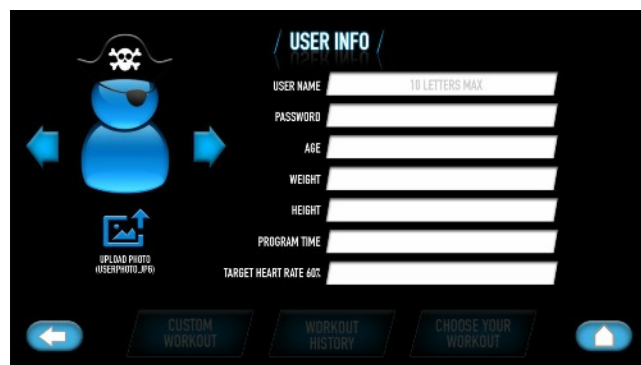 / USER INFO /
USER NAME
10 LETTERS MAX
PASSWORD
AGE
WEIGHT
HEIGHT
PROGRAM TIME
TARGET HEART RATE 60%
UPLOAD PHOTO
(USERPHOTO.JPG)
CUSTOM
WORKOUT
WORKOUT
HISTORY
CHOOSE YOUR
WORKOUT